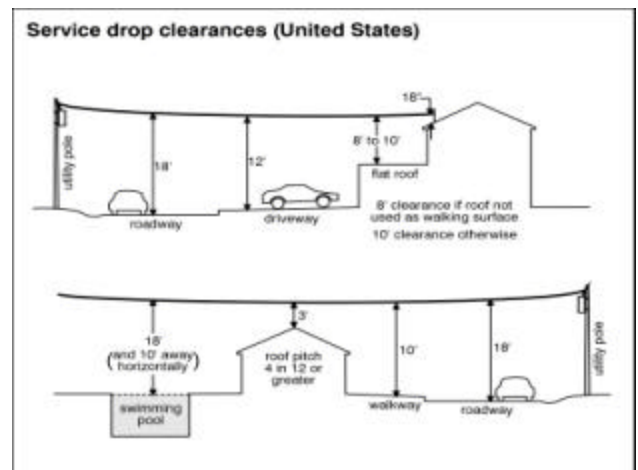 Service drop clearances (United States)
18"
utility pole
18'
12'
8' to 10'
flat roof
roadway
driveway
8' clearance if roof not
used as walking surface
10' clearance otherwise
18'
(and 10' away
horizontally)
3'
roof pitch
4 in 12 or
greater
10'
18'
utility pole
swimming
pool
walkway
roadway